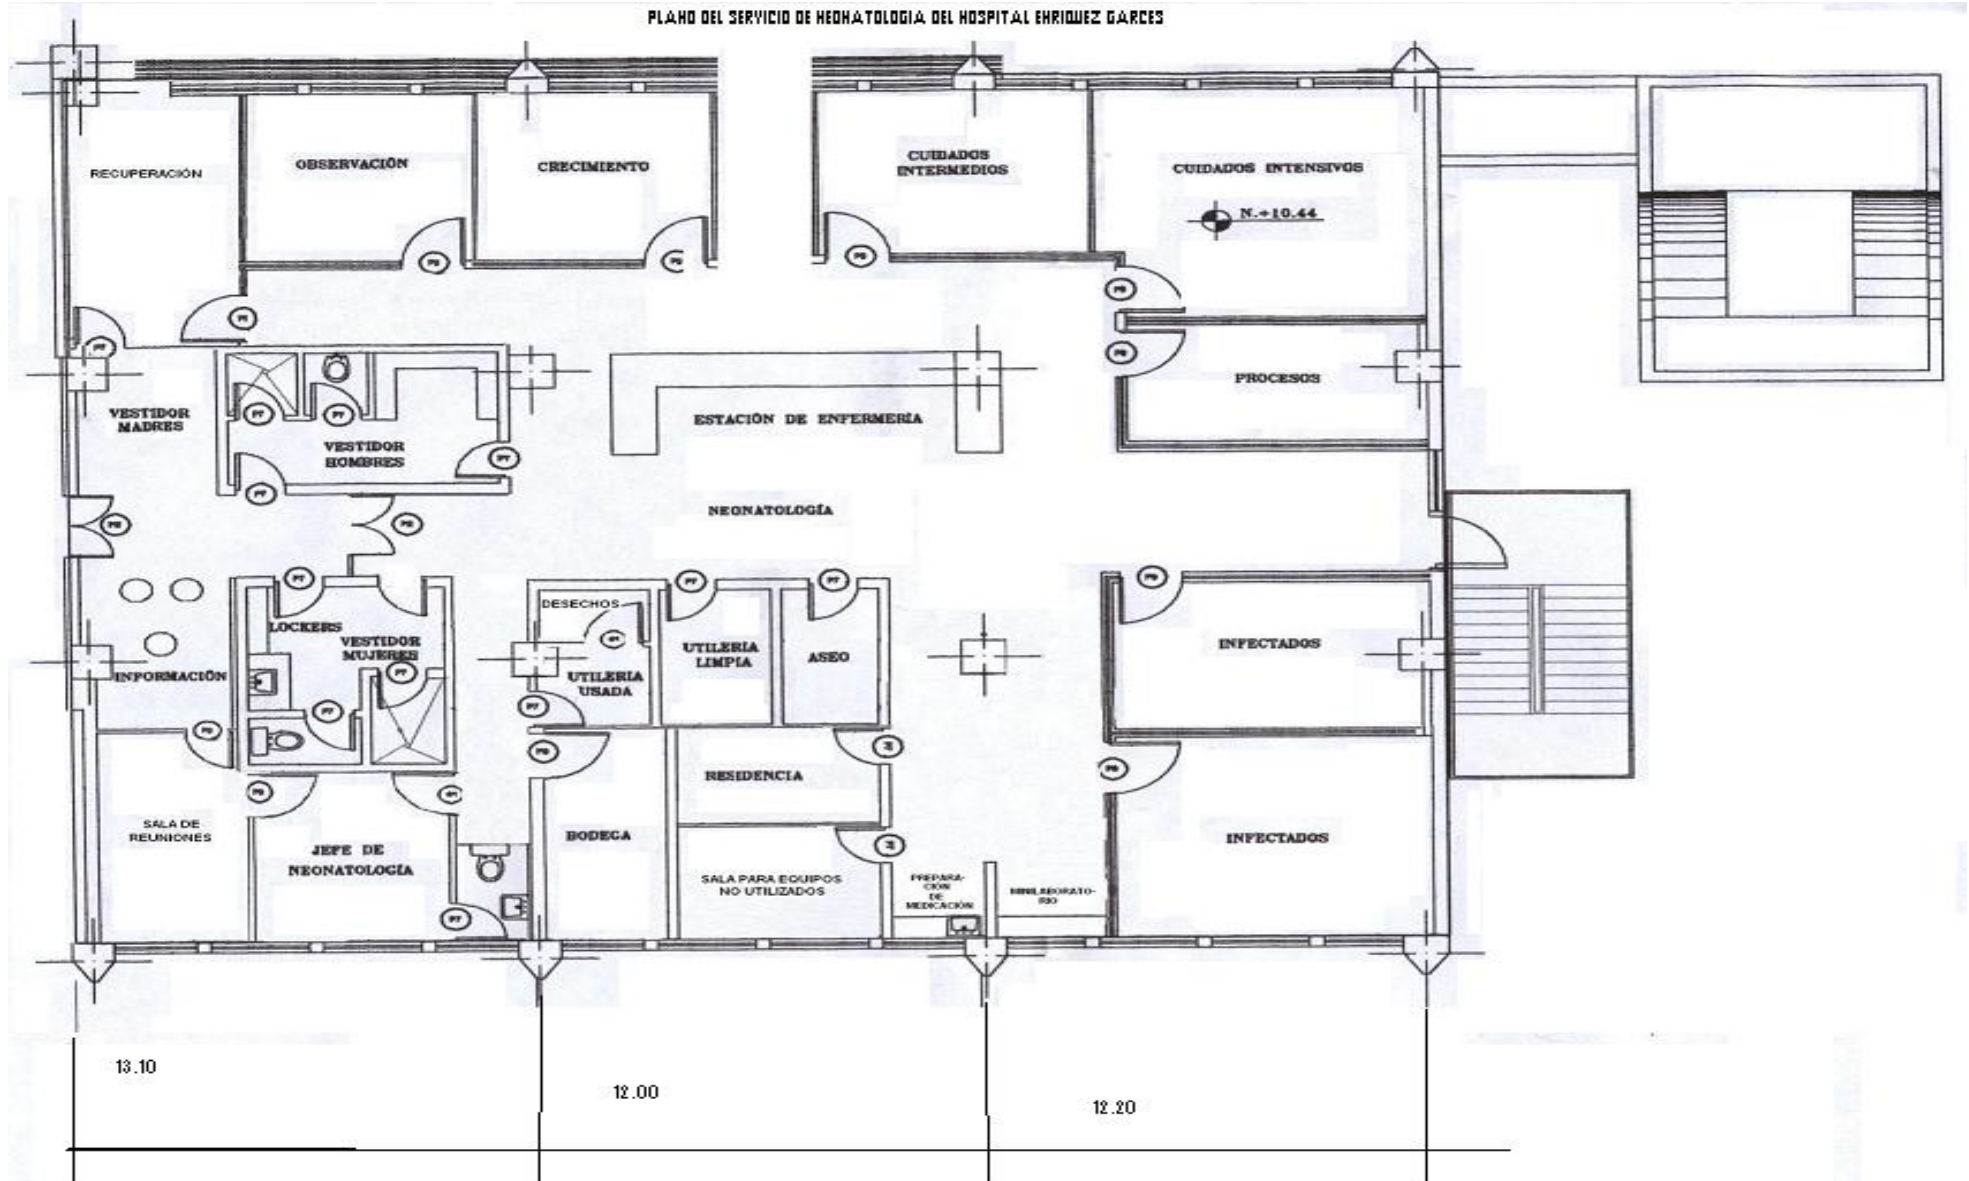 PLANO DEL SERVICIO DE NEONATOLOGIA DEL HOSPITAL ENRIQUEZ GARCES
RECUPERACIÓN
OBSERVACIÓN
CRECIMIENTO
CUIDADOS
INTERMEDIOS
CUIDADOS INTENSIVOS
N.+10.44
PROCESOS
VESTIDOR
MADRES
VESTIDOR
HOMBRES
ESTACIÓN DE ENFERMERÍA
NEONATOLOGÍA
DESECHOS
LOCKERS
VESTIDOR
MUJERES
UTILERIA
USADA
UTILERIA
LIMPIA
ASEO
INFECTADOS
INFORMACIÓN
SALA DE
REUNIONES
JEFE DE
NEONATOLOGÍA
BODEGA
RESIDENCIA
SALA PARA EQUIPOS
NO UTILIZADOS
PREPARA-
CIÓN
DE
MEDICACIÓN
MINILABORATO-
RIO
INFECTADOS
13.10
12.00
12.20